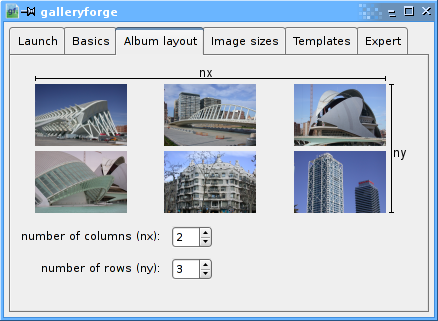 galleryforge
Launch Basics Album layout Image sizes Templates Expert
nx
ny
number of columns (nx): 2
number of rows (ny): 3